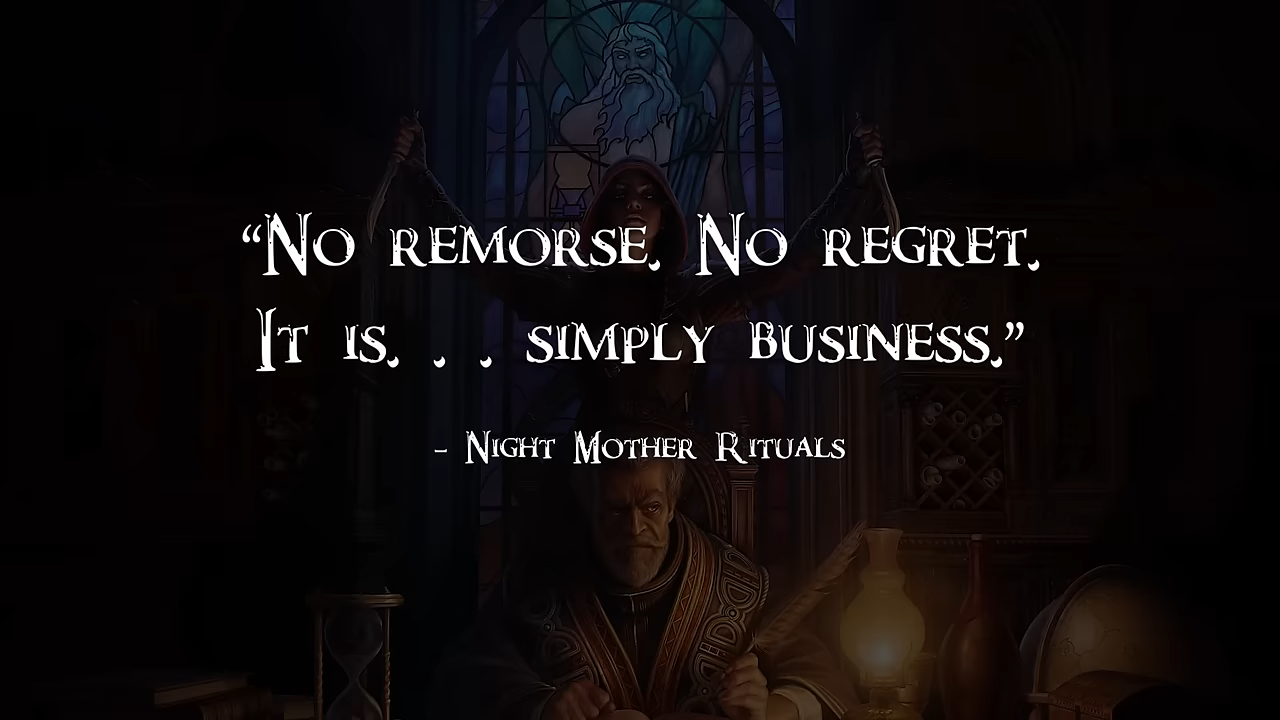 “No remorse. No regret.
It is. . . simply business.”
– Night Mother Rituals